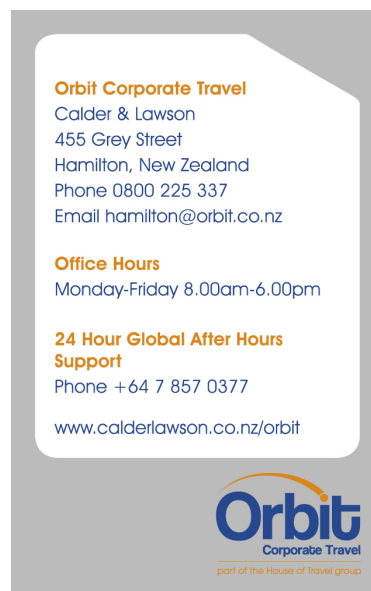 Orbit Corporate Travel
Calder & Lawson
455 Grey Street
Hamilton, New Zealand
Phone 0800 225 337
Email hamilton@orbit.co.nz
Office Hours
Monday-Friday 8.00am-6.00pm
24 Hour Global After Hours
Support
Phone +64 7 857 0377
www.calderlawson.co.nz/orbit
Orbit
Corporate Travel
part of the House of Travel group